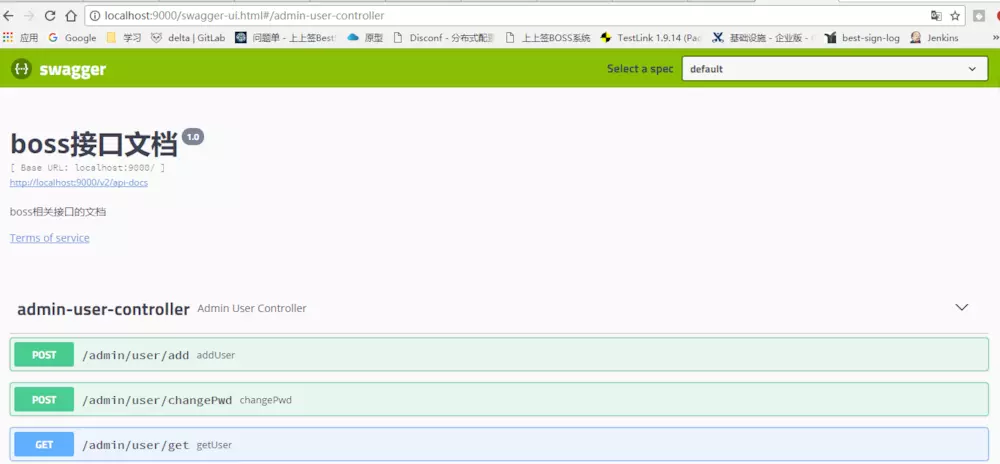 localhost:9000/swagger-ui.html#/admin-user-controller
应用 Google 学习 delta | GitLab 问题单 - 上上签Best 原型 Disconf - 分布式配置 上上签BOSS系统 TestLink 1.9.14 (Pa 基础设施 - 企业版 - best-sign-log Jenkins »
swagger Select a spec default
boss接口文档 1.0
[ Base URL: localhost:9000/ ]
http://localhost:9000/v2/api-docs
boss相关接口的文档
Terms of service
admin-user-controller Admin User Controller
POST /admin/user/add addUser
POST /admin/user/changePwd changePwd
GET /admin/user/get getUser